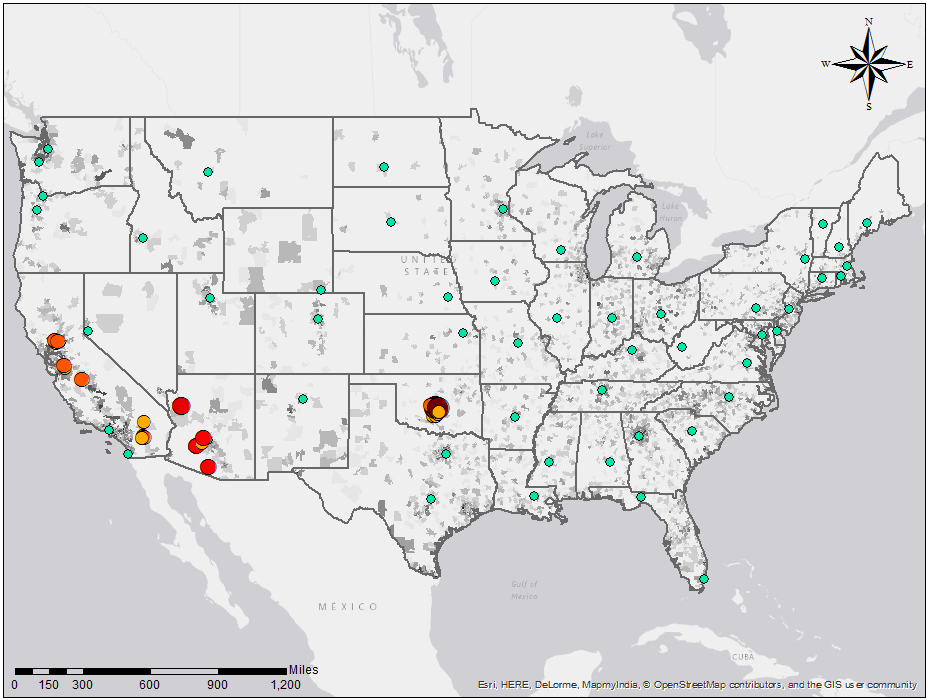 N
W E
S
Lake
Superior
Lake
Huron
UNITED
STATE
Gulf of
Mexico
MÉXICO
CUBA
Miles
0 150 300 600 900 1,200
Esri, HERE, DeLorme, MapmyIndia, © OpenStreetMap contributors, and the GIS user community